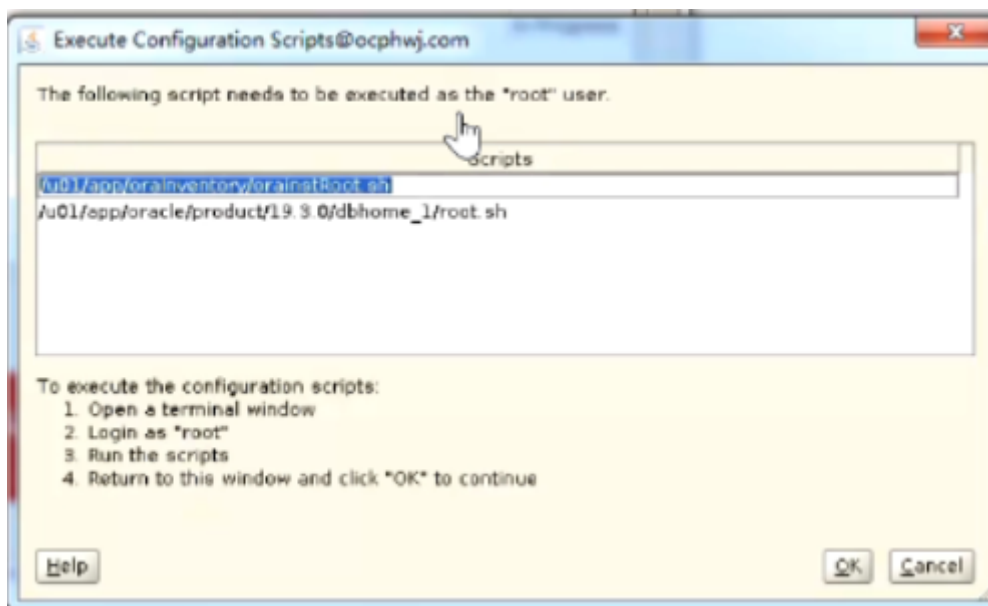 Execute Configuration Scripts@ocphwj.com
In Progress
The following script needs to be executed as the "root" user.
Scripts
/u01/app/oraInventory/orainstRoot.sh
/u01/app/oracle/product/19.3.0/dbhome_1/root.sh
To execute the configuration scripts:
1. Open a terminal window
2. Login as "root"
3. Run the scripts
4. Return to this window and click "OK" to continue
Help
OK
Cancel